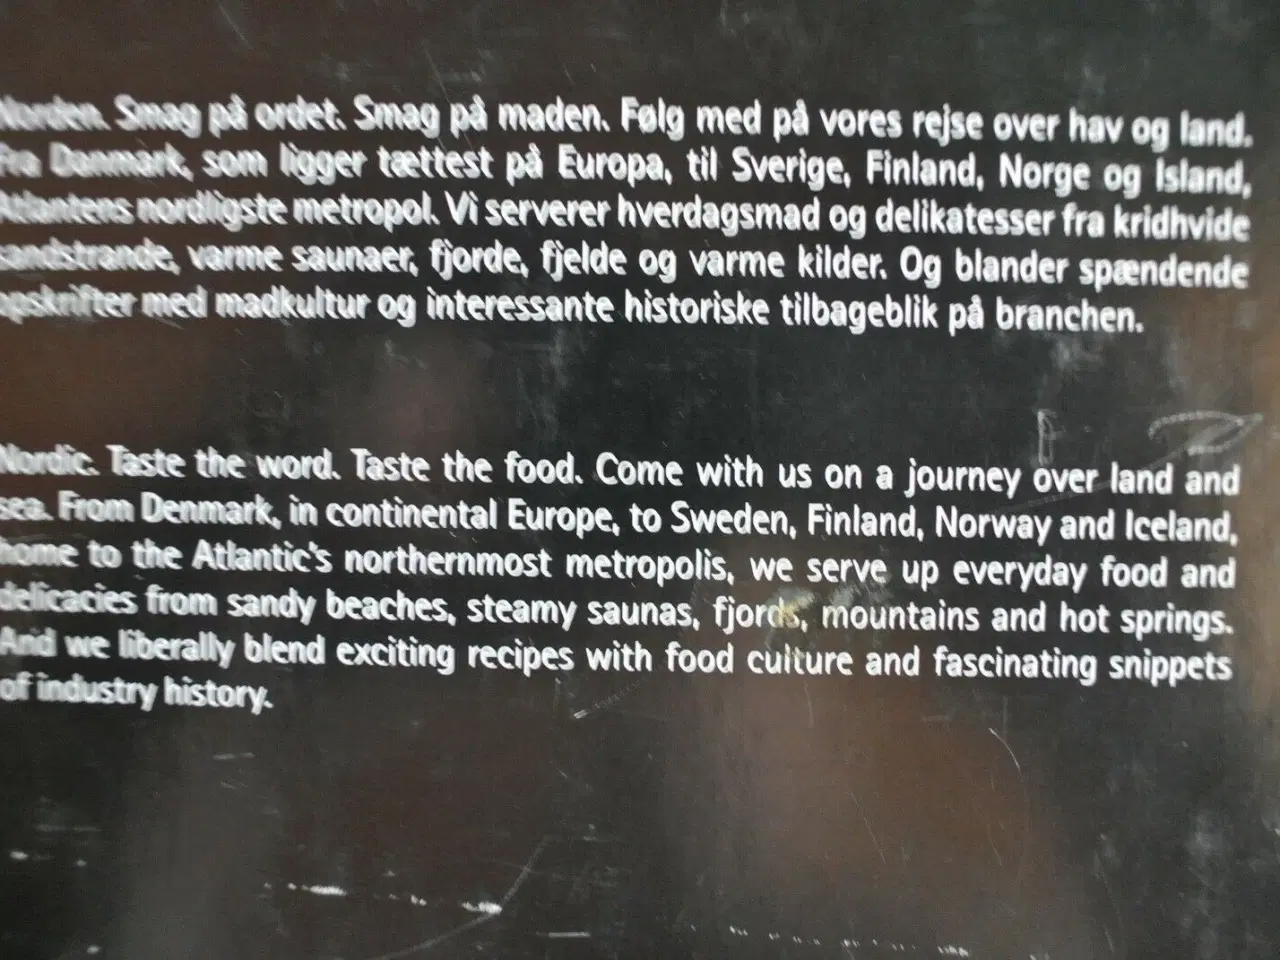 Norden. Smag på ordet. Smag på maden. Følg med på vores rejse over hav og land.
Fra Danmark, som ligger tættest på Europa, til Sverige, Finland, Norge og Island,
Atlantens nordligste metropol. Vi serverer hverdagsmad og delikatesser fra kridhvide
sandstrande, varme saunaer, fjorde, fjelde og varme kilder. Og blander spændende
opskrifter med madkultur og interessante historiske tilbageblik på branchen.
Nordic. Taste the word. Taste the food. Come with us on a journey over land and
sea. From Denmark, in continental Europe, to Sweden, Finland, Norway and Iceland,
home to the Atlantic's northernmost metropolis, we serve up everyday food and
delicacies from sandy beaches, steamy saunas, fjords, mountains and hot springs.
And we liberally blend exciting recipes with food culture and fascinating snippets
of industry history.